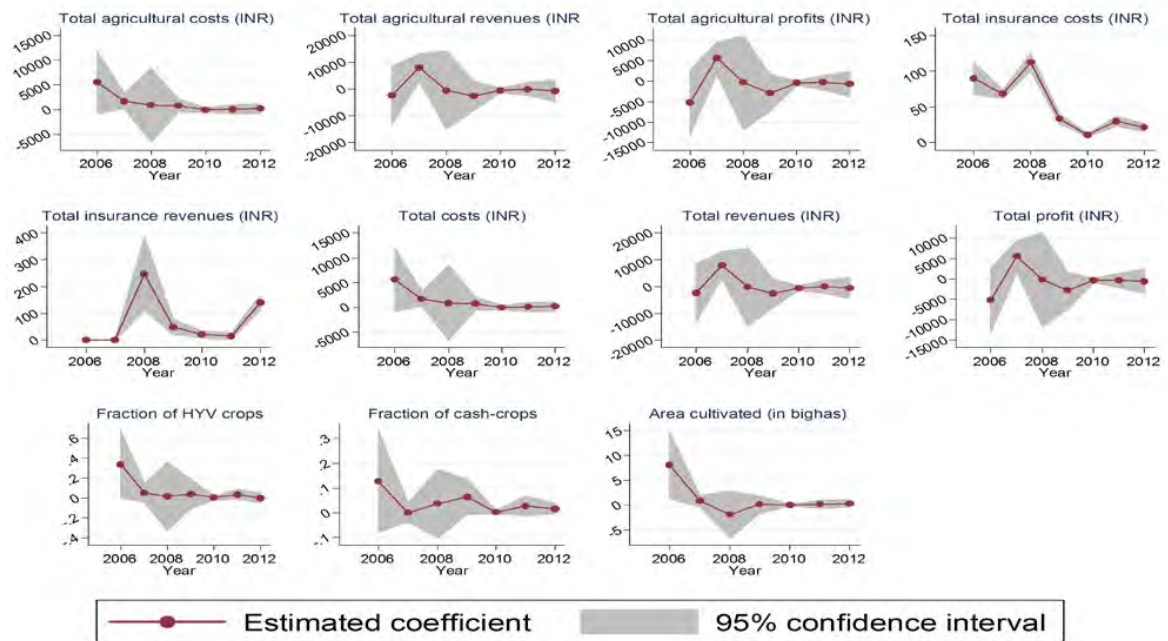 Total agricultural costs (INR)
15000
10000
5000
0
-5000
2006 2008 2010 2012
Year
Total agricultural revenues (INR
20000
10000
0
-10000
-20000
2006 2008 2010 2012
Year
Total agricultural profits (INR)
10000
5000
0
-5000
-10000
-15000
2006 2008 2010 2012
Year
Total insurance costs (INR)
150
100
50
0
2006 2008 2010 2012
Year
Total insurance revenues (INR)
400
300
200
100
0
2006 2008 2010 2012
Year
Total costs (INR)
15000
10000
5000
0
-5000
2006 2008 2010 2012
Year
Total revenues (INR)
20000
10000
0
-10000
-20000
2006 2008 2010 2012
Year
Total profit (INR)
10000
5000
0
-5000
-10000
-15000
2006 2008 2010 2012
Year
Fraction of HYV crops
.6
.4
.2
0
-.2
-.4
2006 2008 2010 2012
Year
Fraction of cash-crops
.3
.2
.1
0
-.1
2006 2008 2010 2012
Year
Area cultivated (in bighas)
15
10
5
0
-5
2006 2008 2010 2012
Year
Estimated coefficient 95% confidence interval